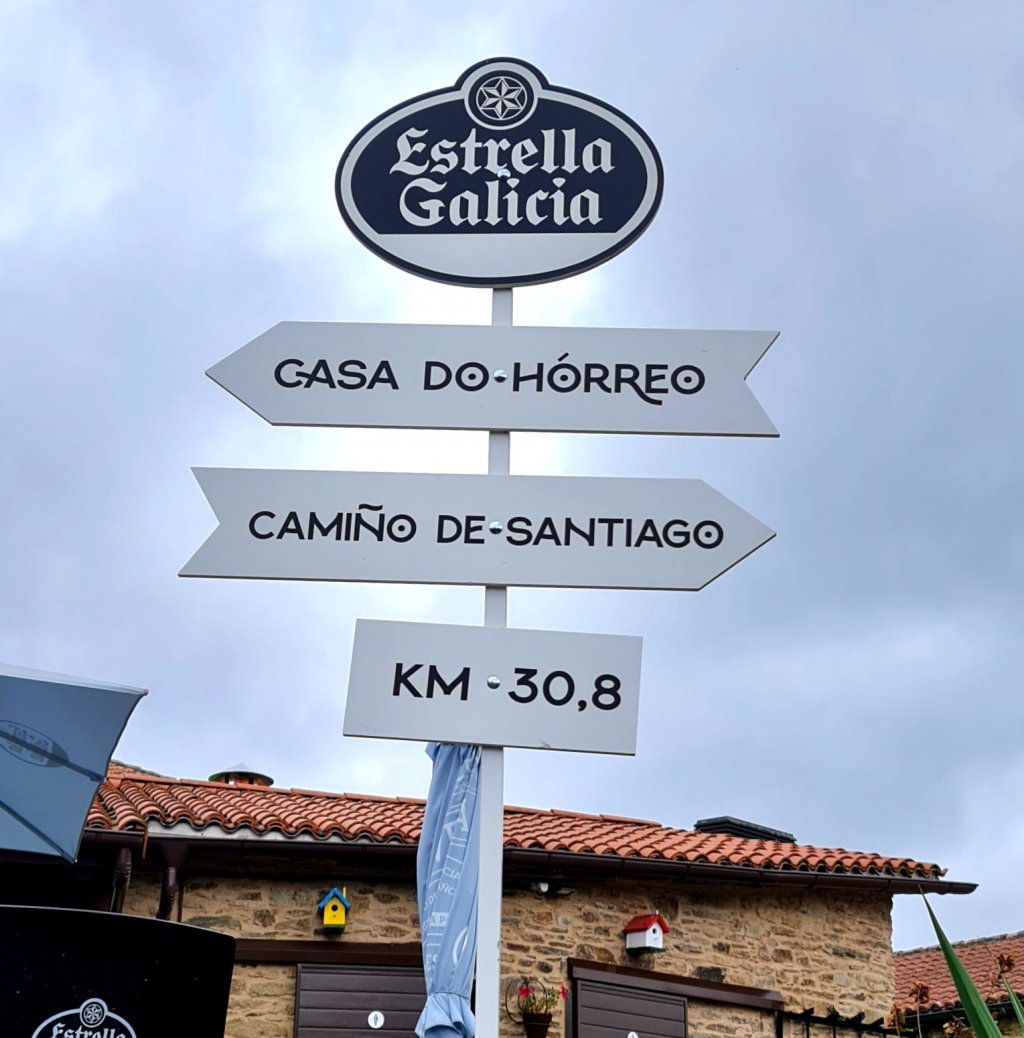 Estrella
Galicia
CASA DO HÓRREO
CAMIÑO DE SANTIAGO
KM 30,8
Estrella